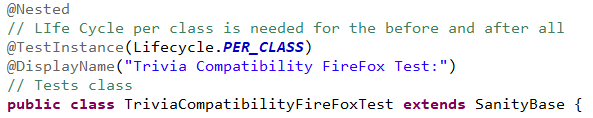 @Nested
// LIfe Cycle per class is needed for the before and after all
@TestInstance(Lifecycle.PER_CLASS)
@DisplayName("Trivia Compatibility FireFox Test:")
// Tests class
public class TriviaCompatibilityFireFoxTest extends SanityBase {